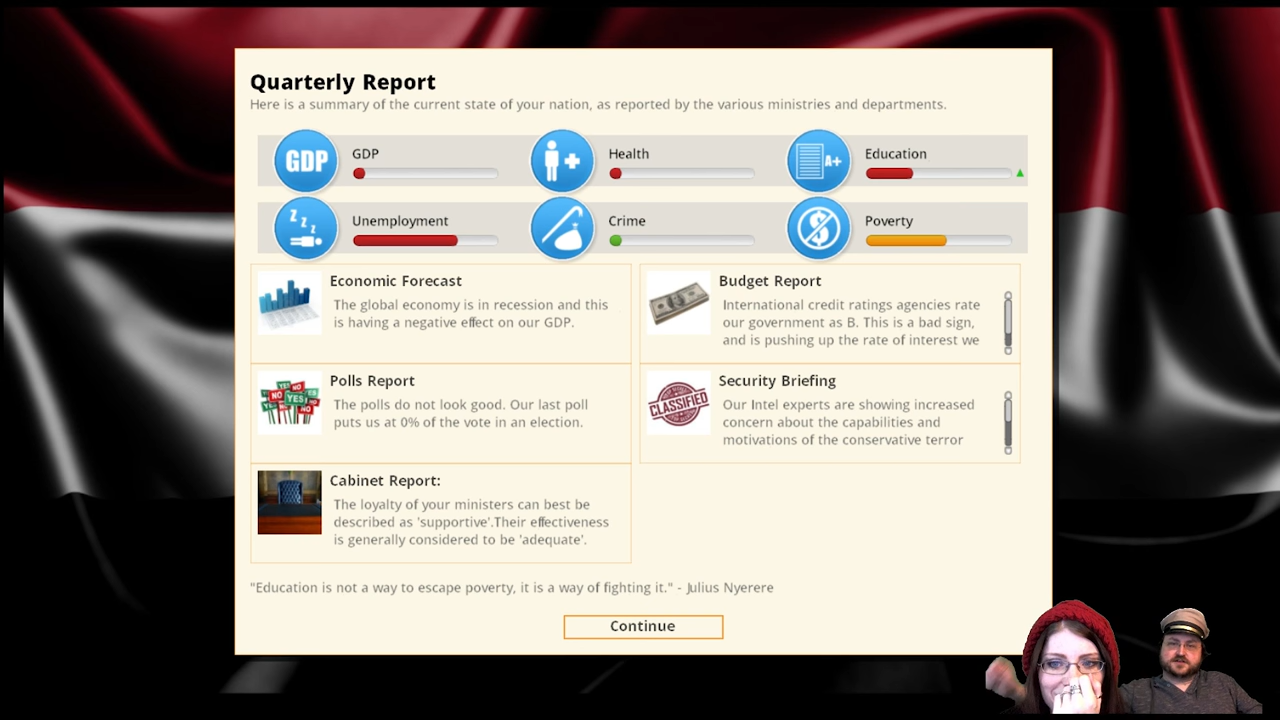 Quarterly Report
Here is a summary of the current state of your nation, as reported by the various ministries and departments.
GDP
GDP
Health
A+
Education
Z Z Z
Unemployment
Crime
$
Poverty
Economic Forecast
The global economy is in recession and this
is having a negative effect on our GDP.
Budget Report
International credit ratings agencies rate
our government as B. This is a bad sign,
and is pushing up the rate of interest we
Polls Report
NO
YES
NO
NO
YES
NO
The polls do not look good. Our last poll
puts us at 0% of the vote in an election.
Security Briefing
CLASSIFIED
Our Intel experts are showing increased
concern about the capabilities and
motivations of the conservative terror
Cabinet Report:
The loyalty of your ministers can best be
described as 'supportive'.Their effectiveness
is generally considered to be 'adequate'.
"Education is not a way to escape poverty, it is a way of fighting it." - Julius Nyerere
Continue